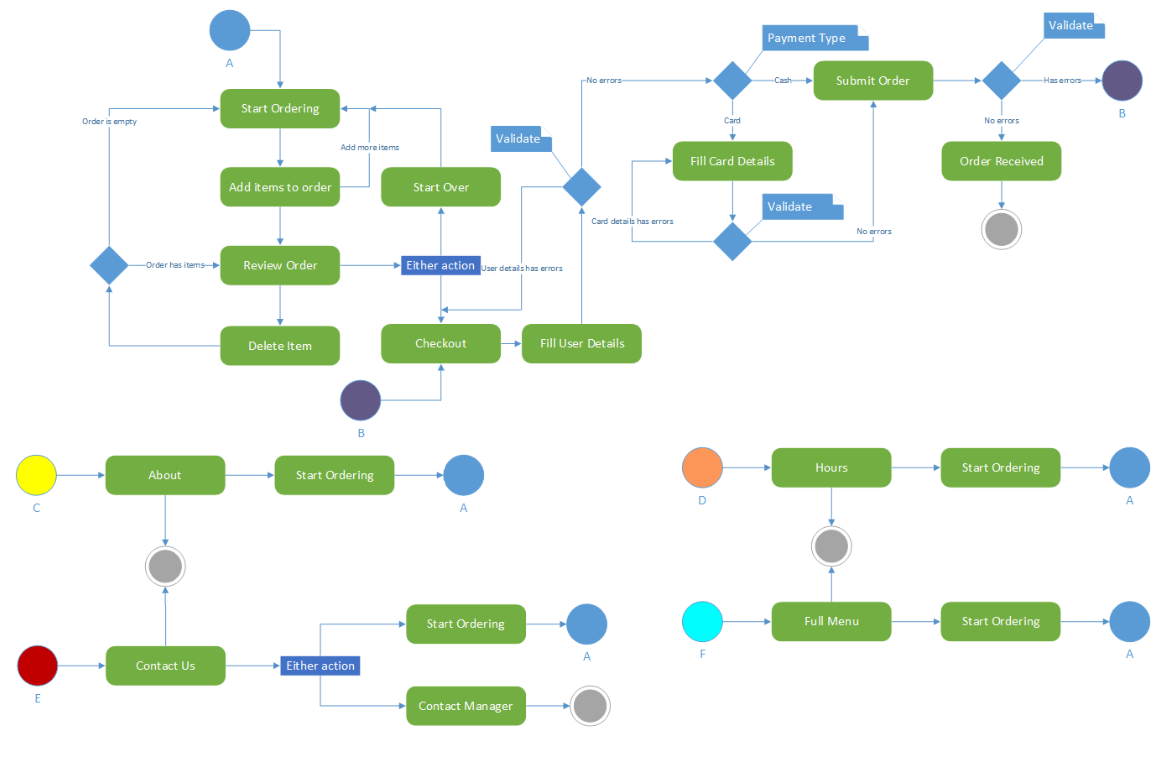 A
Start Ordering
Order is empty
Add more items
Add items to order
Start Over
Review Order
Order has items
Either action
User details has errors
Delete Item
Checkout
Fill User Details
B
Validate
No errors
Payment Type
Cash
Submit Order
Validate
Has errors
B
Card
No errors
Fill Card Details
Order Received
Validate
Card details has errors
No errors
C
About
Start Ordering
A
D
Hours
Start Ordering
A
E
Contact Us
Either action
Start Ordering
A
Contact Manager
F
Full Menu
Start Ordering
A